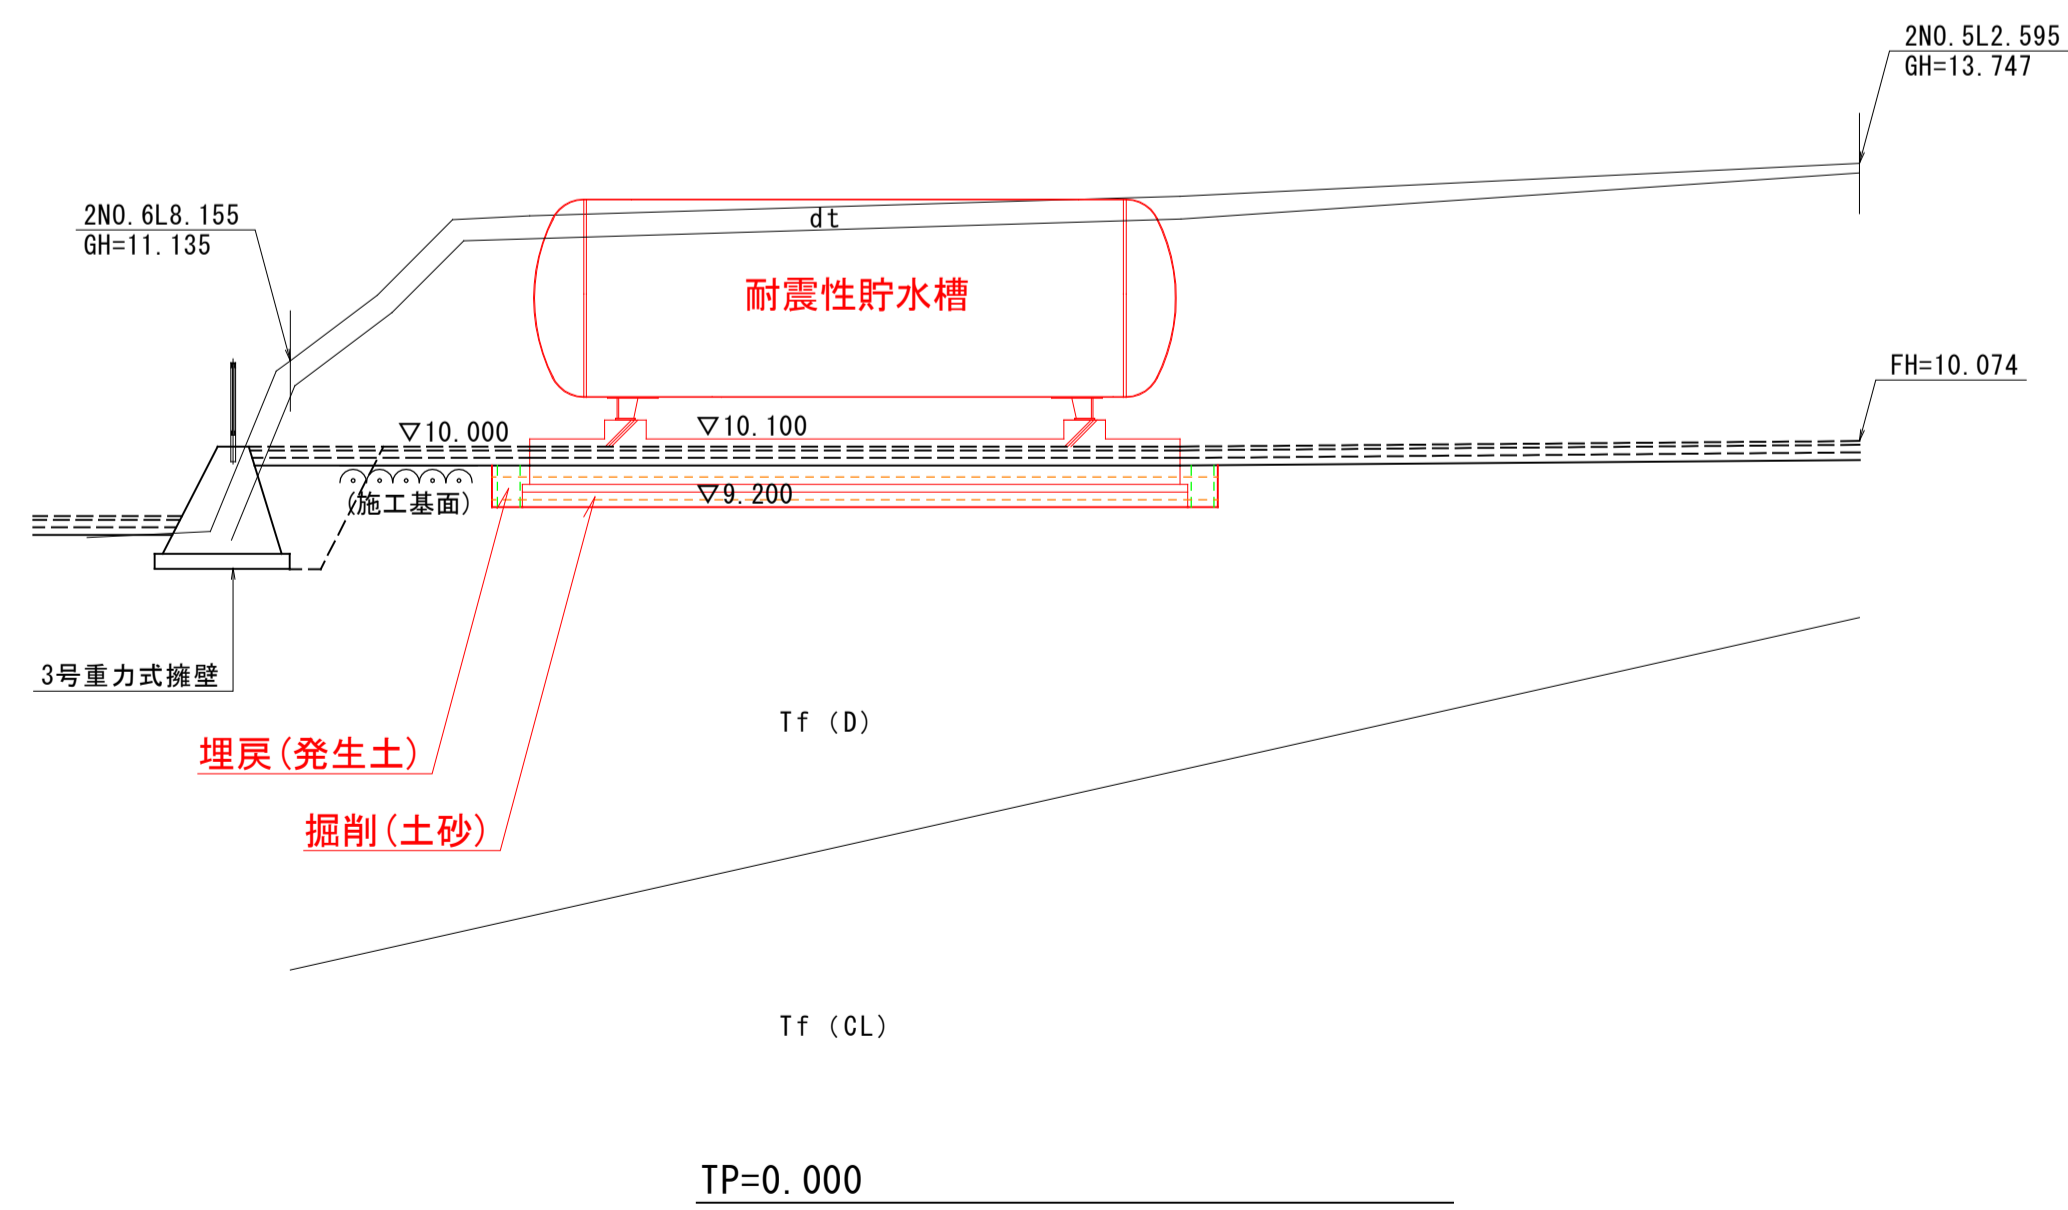 2NO.5L2.595
GH=13.747
2NO.6L8.155
GH=11.135
dt
耐震性貯水槽
FH=10.074
▽10.000
▽10.100
▽9.200
(施工基面)
3号重力式擁壁
Tf (D)
埋戻(発生土)
掘削(土砂)
Tf (CL)
TP=0.000